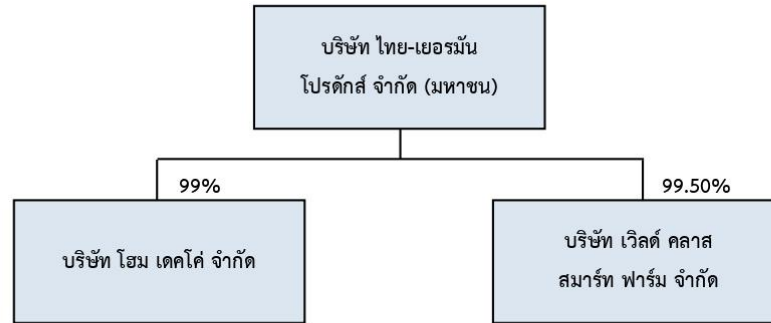 บริษัท ไทย-เยอรมัน
โปรดักส์ จำกัด (มหาชน)
99%
99.50%
บริษัท โฮม เดคโค่ จำกัด
บริษัท เวิลด์ คลาส
สมาร์ท ฟาร์ม จำกัด